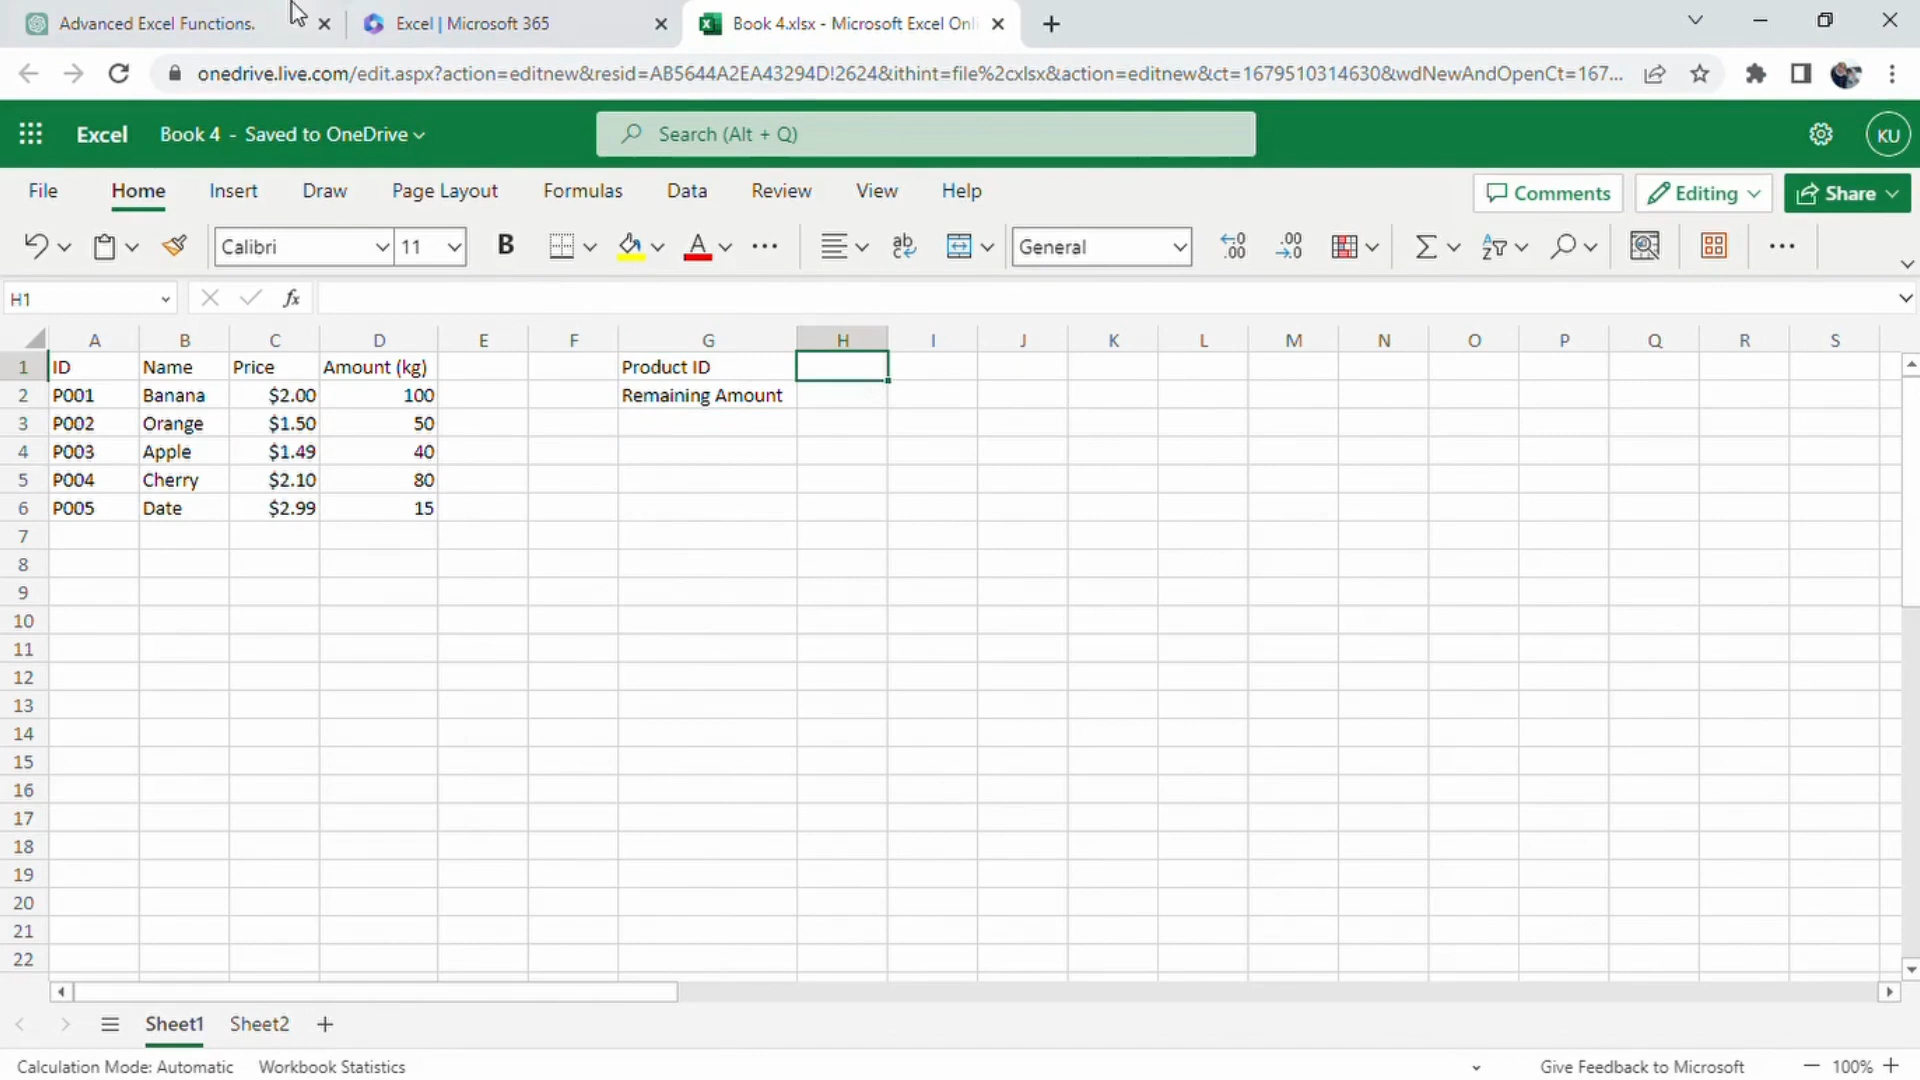 Advanced Excel Functions.
Excel | Microsoft 365
Book 4.xlsx - Microsoft Excel Onli
onedrive.live.com/edit.aspx?action=editnew&resid=AB5644A2EA43294D!2624&ithint=file%2cxlsx&action=editnew&ct=1679510314630&wdNewAndOpenCt=167...
Excel Book 4 - Saved to OneDrive
Search (Alt + Q)
KU
File Home Insert Draw Page Layout Formulas Data Review View Help
Comments Editing Share
Calibri 11 B General
H1 fx
A B C D E F G H I J K L M N O P Q R S
1 ID Name Price Amount (kg) Product ID
2 P001 Banana $2.00 100 Remaining Amount
3 P002 Orange $1.50 50
4 P003 Apple $1.49 40
5 P004 Cherry $2.10 80
6 P005 Date $2.99 15
7
8
9
10
11
12
13
14
15
16
17
18
19
20
21
22
Sheet1 Sheet2
Calculation Mode: Automatic Workbook Statistics Give Feedback to Microsoft 100%